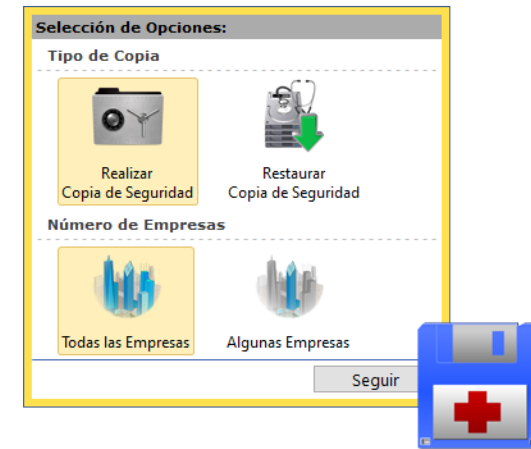 Selección de Opciones:
Tipo de Copia
Realizar
Copia de Seguridad
Restaurar
Copia de Seguridad
Número de Empresas
Todas las Empresas
Algunas Empresas
Seguir